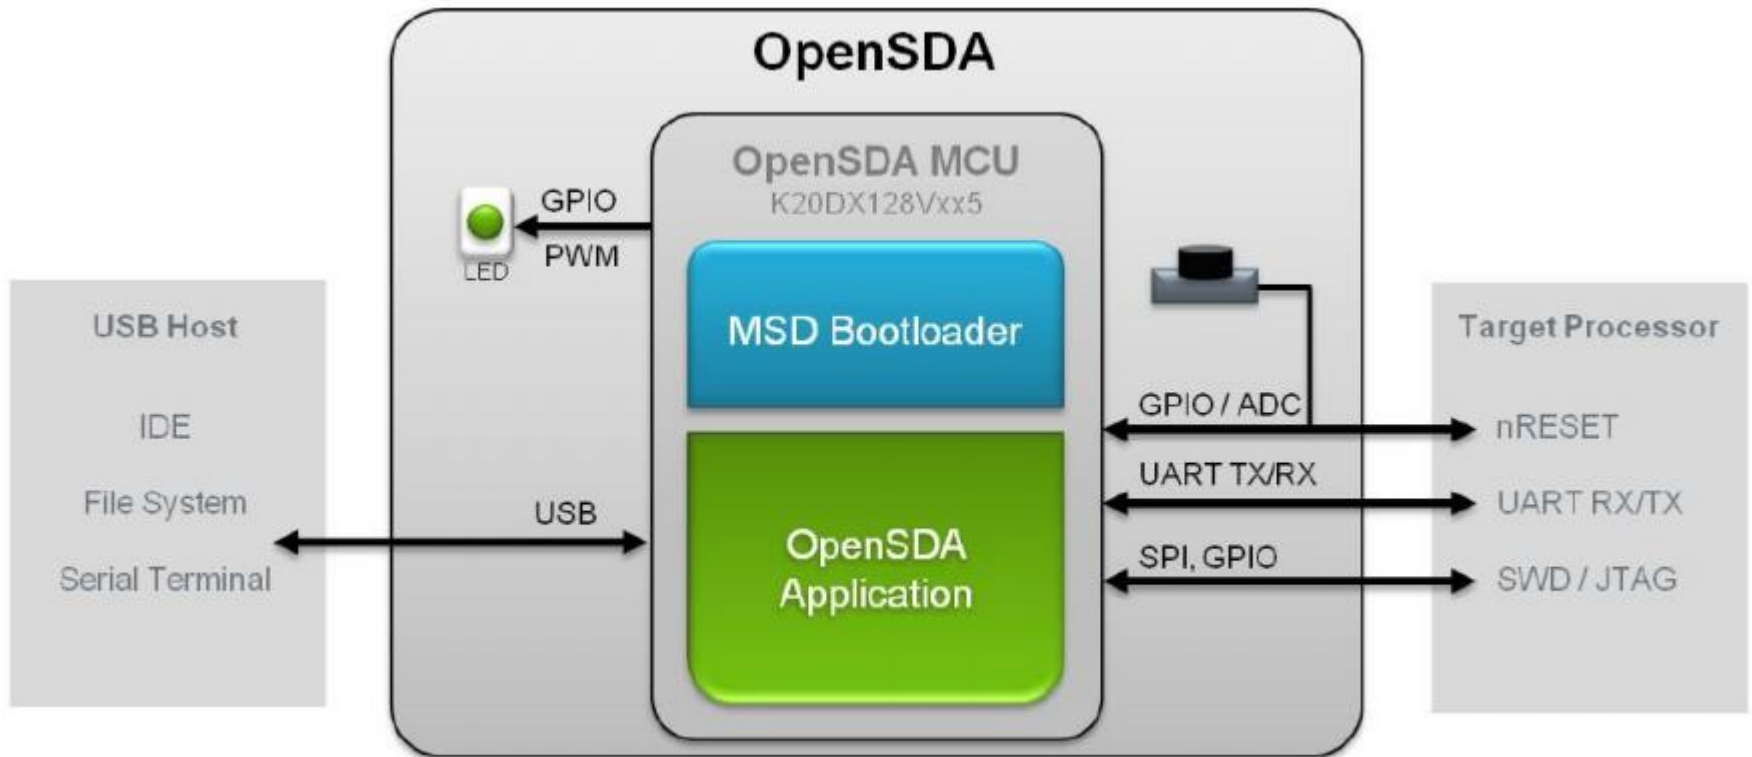 OpenSDA
OpenSDA MCU
K20DX128Vxx5
GPIO
PWM
LED
MSD Bootloader
USB Host
IDE
File System
Serial Terminal
USB
OpenSDA
Application
GPIO / ADC
UART TX/RX
SPI, GPIO
Target Processor
nRESET
UART RX/TX
SWD / JTAG